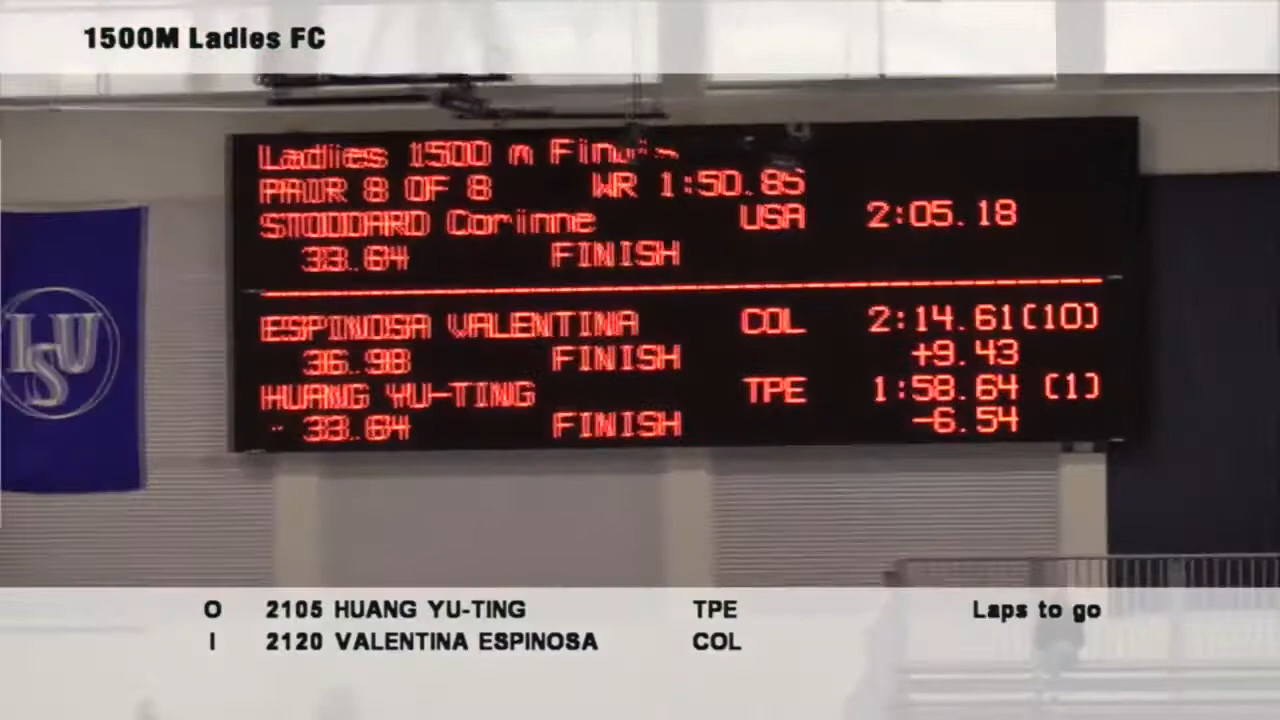 1500M Ladies FC
Ladies 1500 m Finals
PAIR 8 OF 8 WR 1:50.85
STODDARD Corinne USA 2:05.18
33.64 FINISH
ESPINOSA VALENTINA COL 2:14.61(10)
36.98 FINISH +9.43
HUANG YU-TING TPE 1:58.64 (1)
33.64 FINISH -6.54
ISU
O 2105 HUANG YU-TING TPE Laps to go
I 2120 VALENTINA ESPINOSA COL